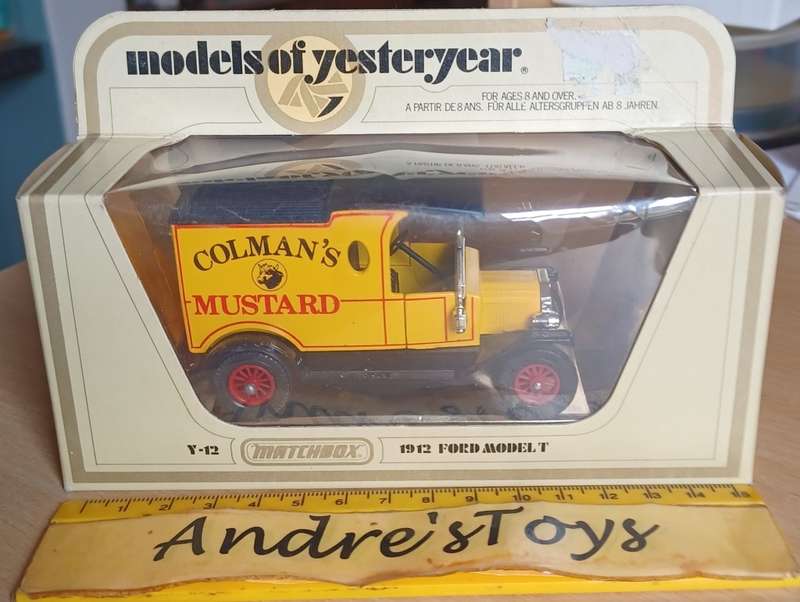 models of yesteryear®
FOR AGES 8 AND OVER.
A PARTIR DE 8 ANS. FÜR ALLE ALTERSGRUPPEN AB 8 JAHREN.
COLMAN'S
MUSTARD
Y-12 MATCHBOX 1912 FORD MODEL T
1 2 3 4 5 6 7 8 9 10 11 12 13 14 15
Andre'sToys